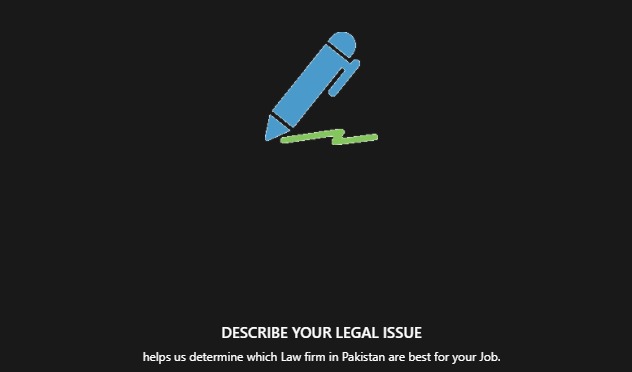 DESCRIBE YOUR LEGAL ISSUE
helps us determine which Law firm in Pakistan are best for your Job.